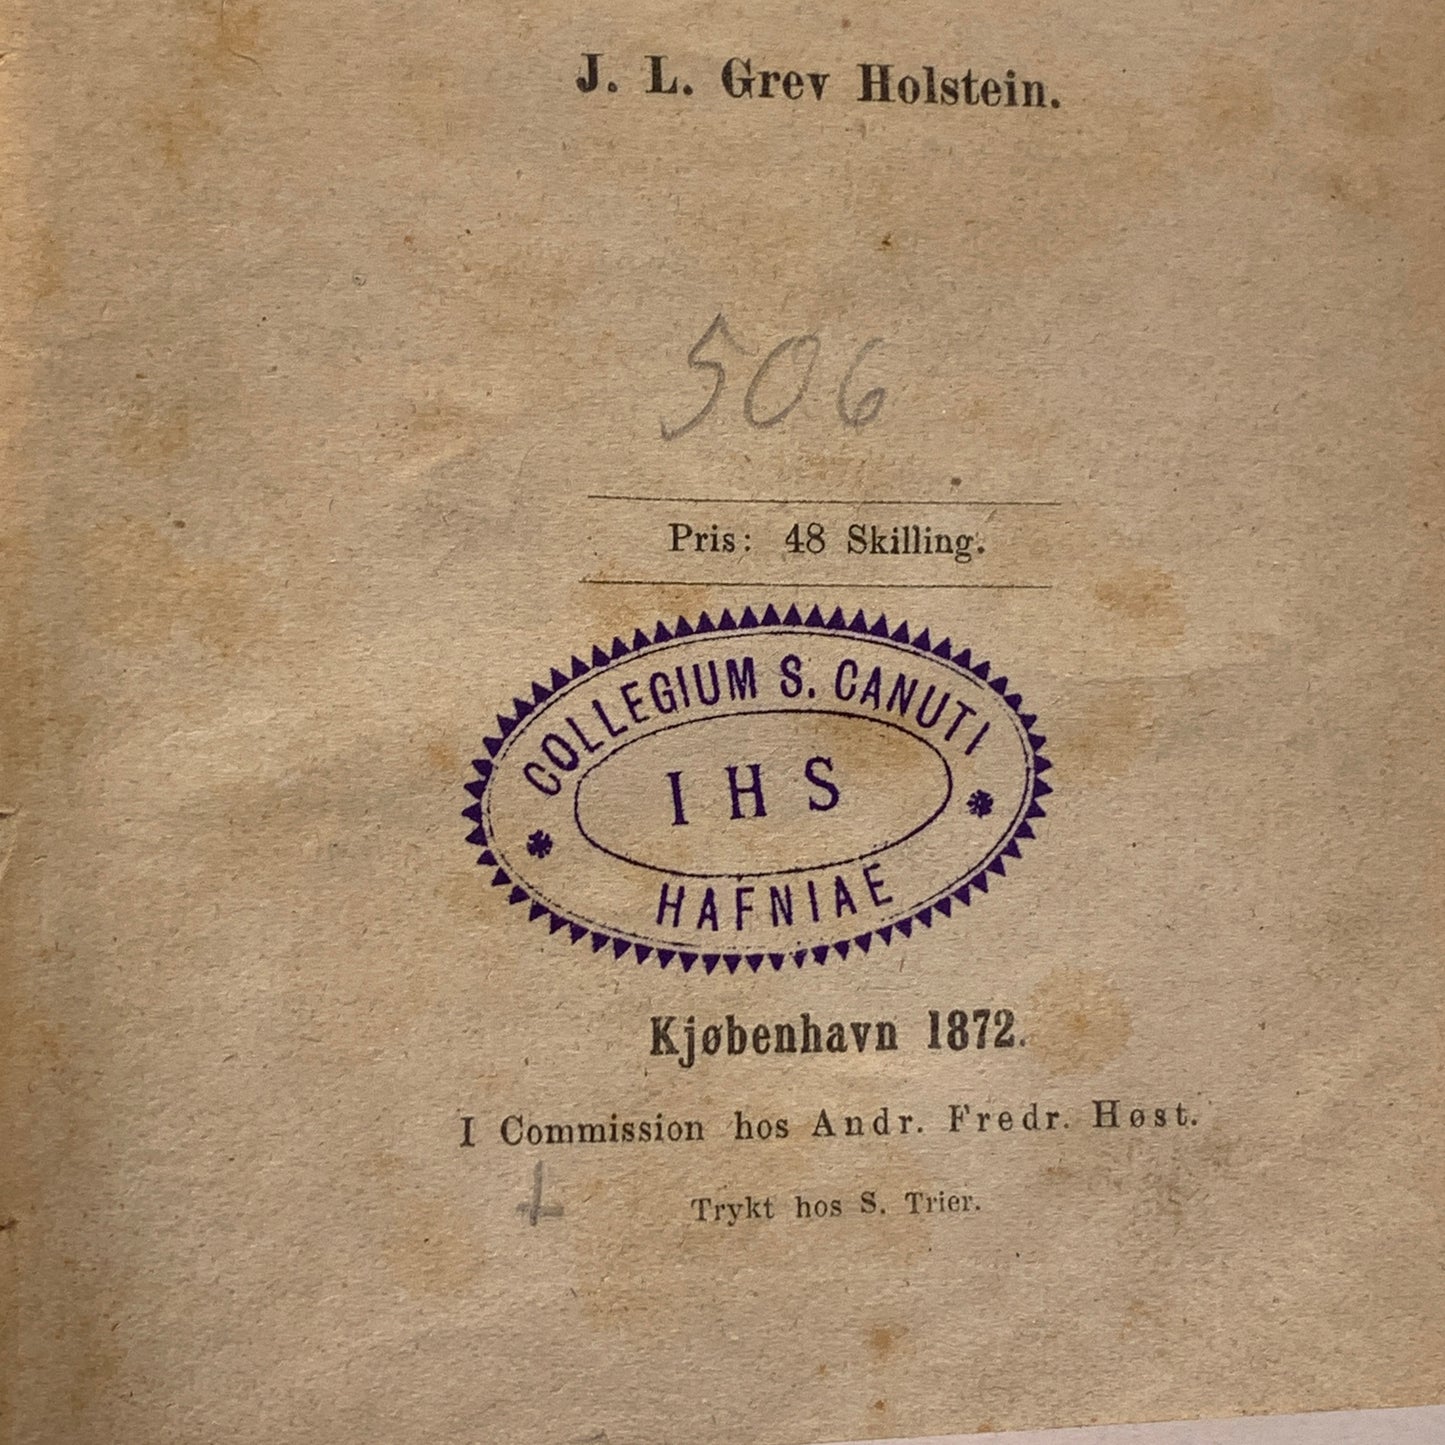 J. L. Grev Holstein.
506
Pris: 48 Skilling.
COLLEGIUM S. CANUTI
I H S
HAFNIAE
Kjøbenhavn 1872.
I Commission hos Andr. Fredr. Høst.
Trykt hos S. Trier.